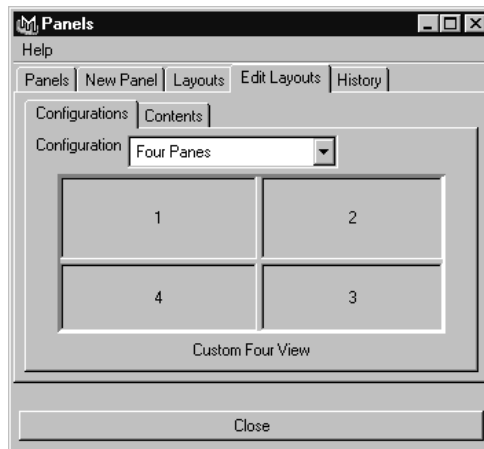 Panels
Help
Panels New Panel Layouts Edit Layouts History
Configurations Contents
Configuration Four Panes
1 2
4 3
Custom Four View
Close